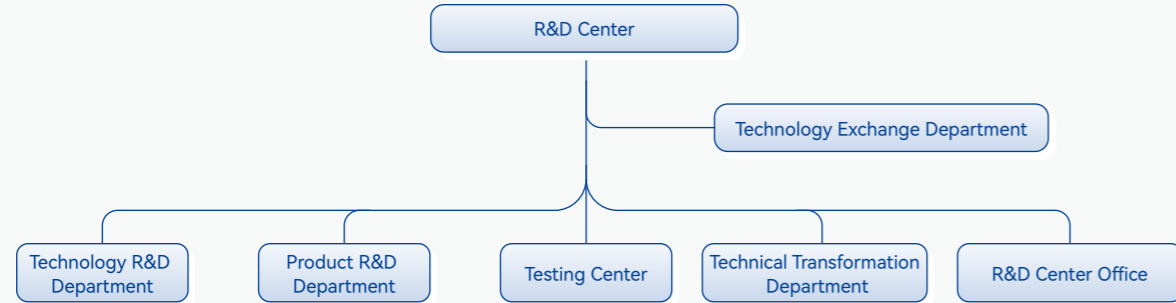 R&D Center
Technology Exchange Department
Technology R&D
Department
Product R&D
Department
Testing Center
Technical Transformation
Department
R&D Center Office